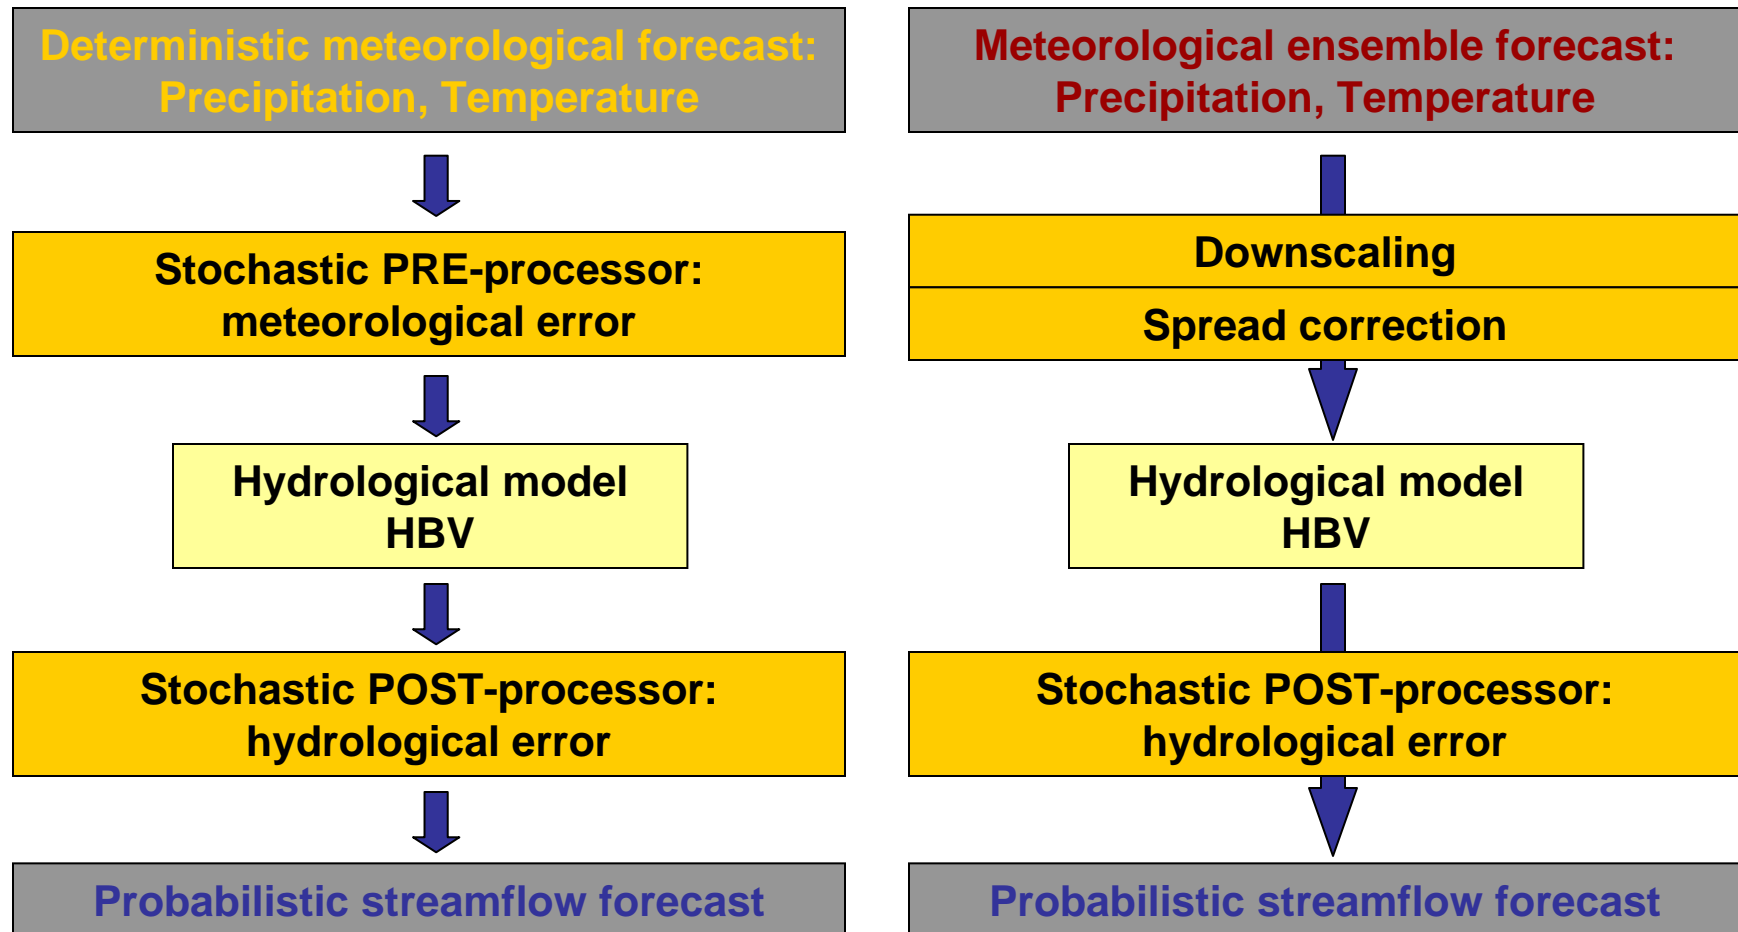 Deterministic meteorological forecast:
Precipitation, Temperature
Stochastic PRE-processor:
meteorological error
Hydrological model
HBV
Stochastic POST-processor:
hydrological error
Probabilistic streamflow forecast
Meteorological ensemble forecast:
Precipitation, Temperature
Downscaling
Spread correction
Hydrological model
HBV
Stochastic POST-processor:
hydrological error
Probabilistic streamflow forecast